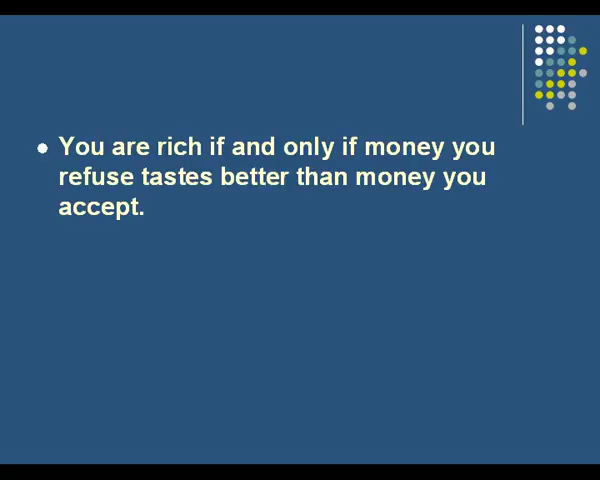 You are rich if and only if money you
refuse tastes better than money you
accept.